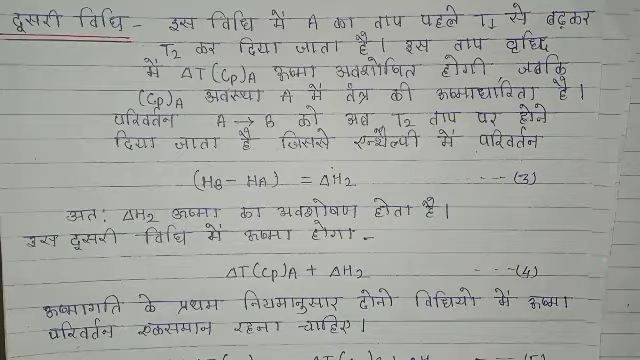 दूसरी विधि - इस विधि में A का ताप पहले T1 से बढ़कर
T2 कर दिया जाता है। इस ताप वृध्दि
में ΔT(Cp)A ऊष्मा अवशोषित होगी जबकि
(Cp)A अवस्था A में तंत्र की ऊष्माधारिता है।
परिवर्तन A → B को अब T2 ताप पर होने
दिया जाता है जिससे एन्थैल्पी में परिवर्तन
(HB - HA) = ΔH2 ---- (3)
अत: ΔH2 ऊष्मा का अवशोषण होता है।
इस दूसरी विधि में ऊष्मा होगा -
ΔT(Cp)A + ΔH2 ---(4)
ऊष्मागति के प्रथम नियमानुसार दोनो विधियो में ऊष्मा
परिवर्तन एकसमान रहना चाहिए।